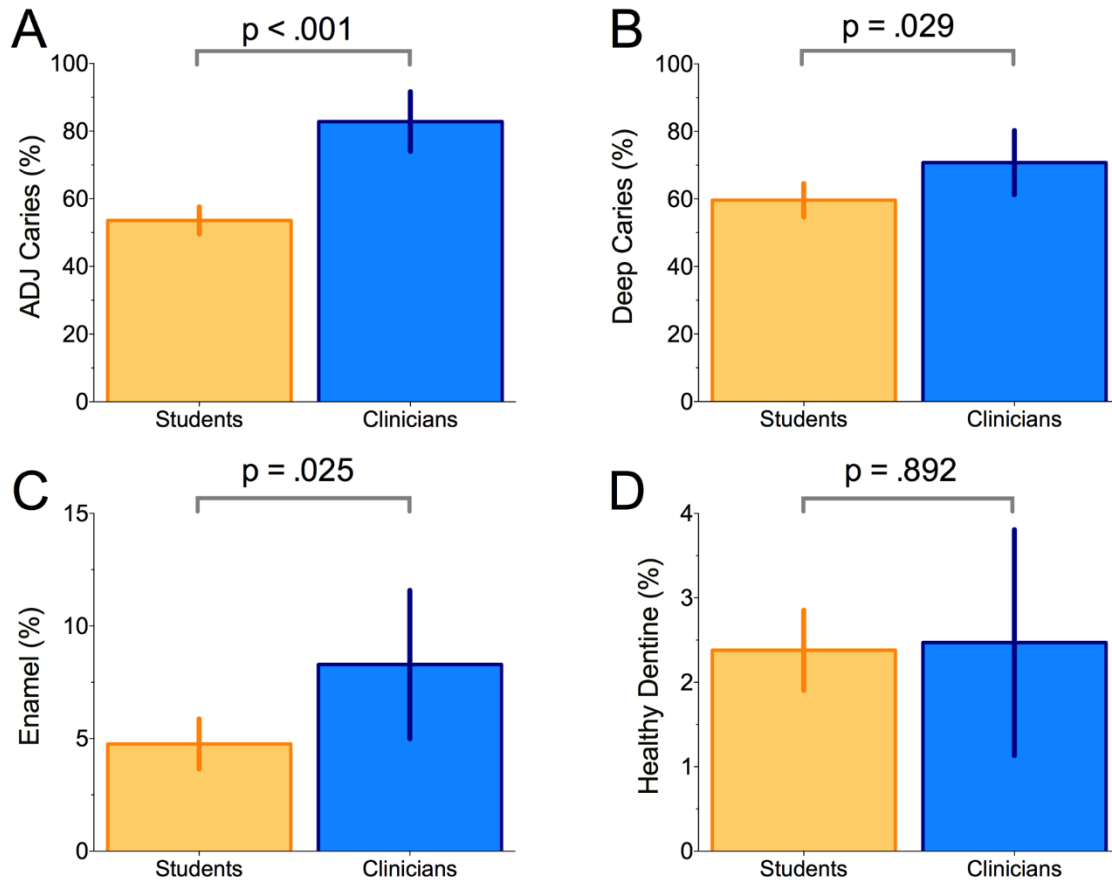 A
p < .001
ADJ Caries (%)
100
80
60
40
20
0
Students
Clinicians
B
p = .029
Deep Caries (%)
100
80
60
40
20
0
Students
Clinicians
C
p = .025
Enamel (%)
15
10
5
0
Students
Clinicians
D
p = .892
Healthy Dentine (%)
4
3
2
1
0
Students
Clinicians